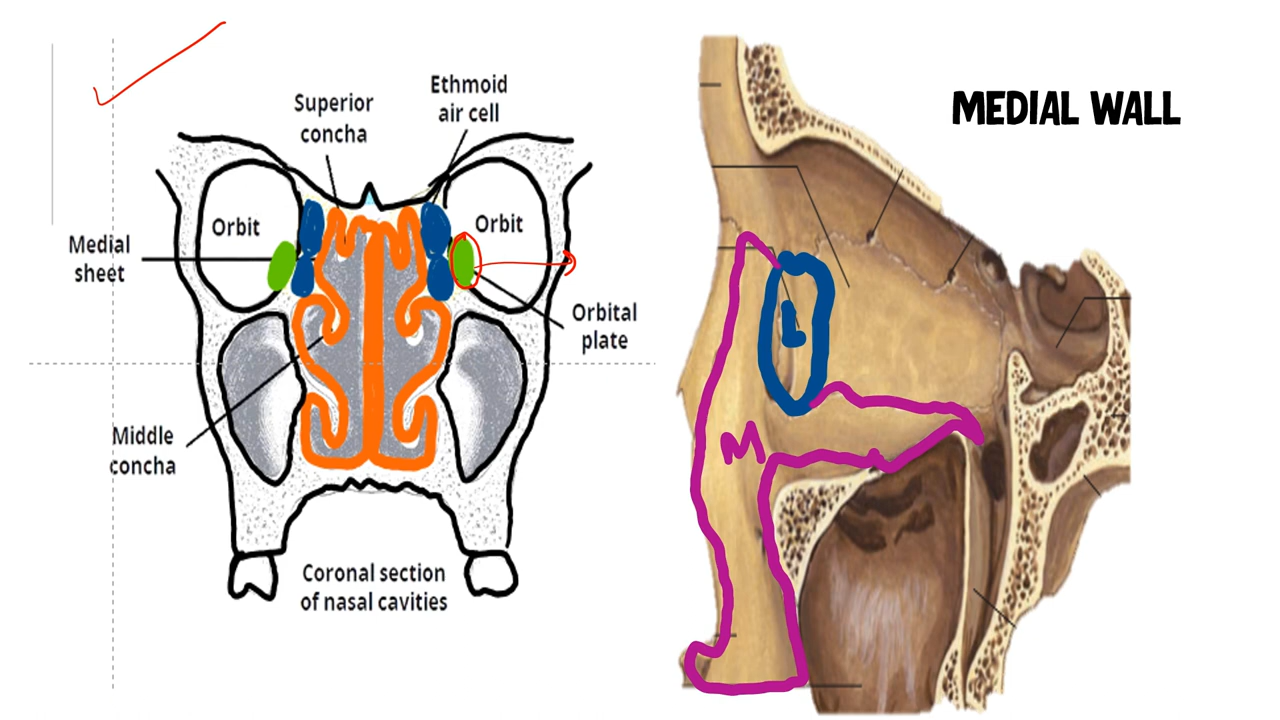 Ethmoid
air cell
Superior
concha
MEDIAL WALL
Orbit
Orbit
Medial
sheet
Orbital
plate
L
Middle
concha
M
Coronal section
of nasal cavities